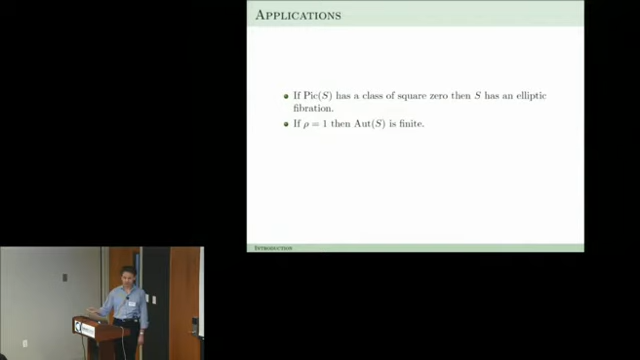 Applications
If Pic(S) has a class of square zero then S has an elliptic
fibration.
If ρ = 1 then Aut(S) is finite.
Introduction